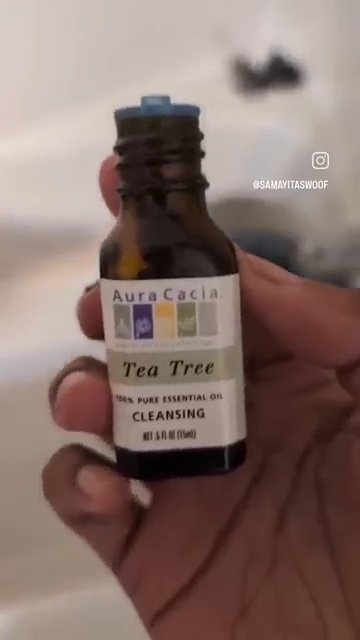 @SAMAYITASWOOF
Aura Cacia
Tea Tree
100% PURE ESSENTIAL OIL
CLEANSING
NET .5 FL OZ (15ml)